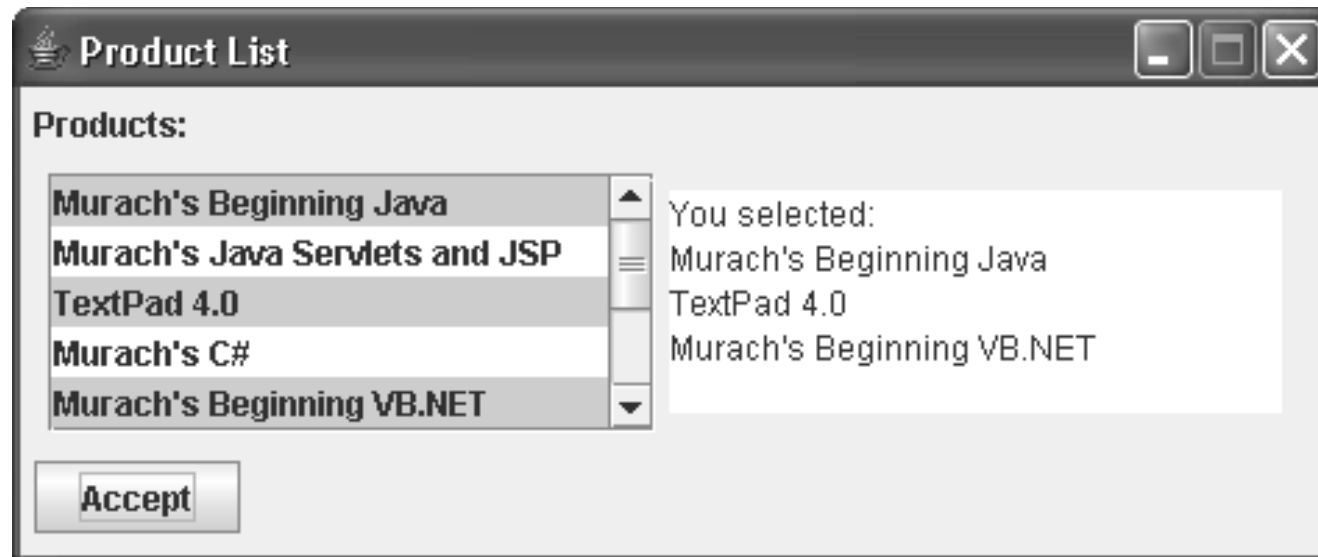 Product List
Products:
Murach's Beginning Java
Murach's Java Servlets and JSP
TextPad 4.0
Murach's C#
Murach's Beginning VB.NET
You selected:
Murach's Beginning Java
TextPad 4.0
Murach's Beginning VB.NET
Accept